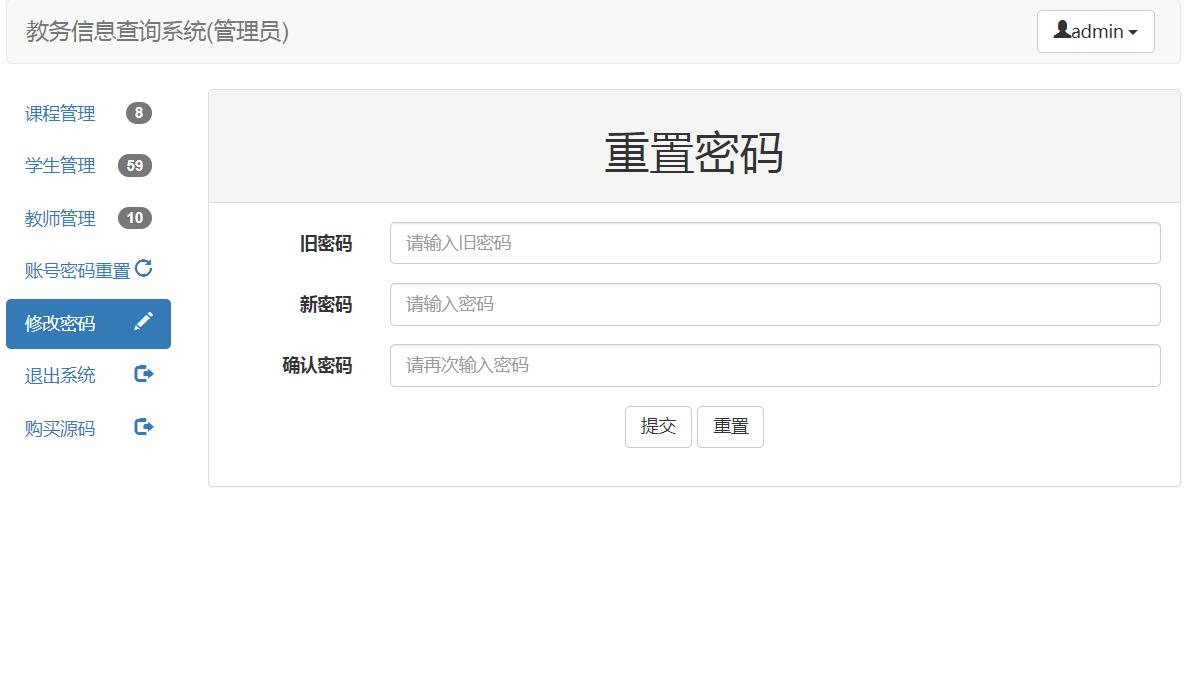 教务信息查询系统(管理员)
admin
课程管理 8
学生管理 59
教师管理 10
账号密码重置
修改密码
退出系统
购买源码
重置密码
旧密码 请输入旧密码
新密码 请输入密码
确认密码 请再次输入密码
提交 重置